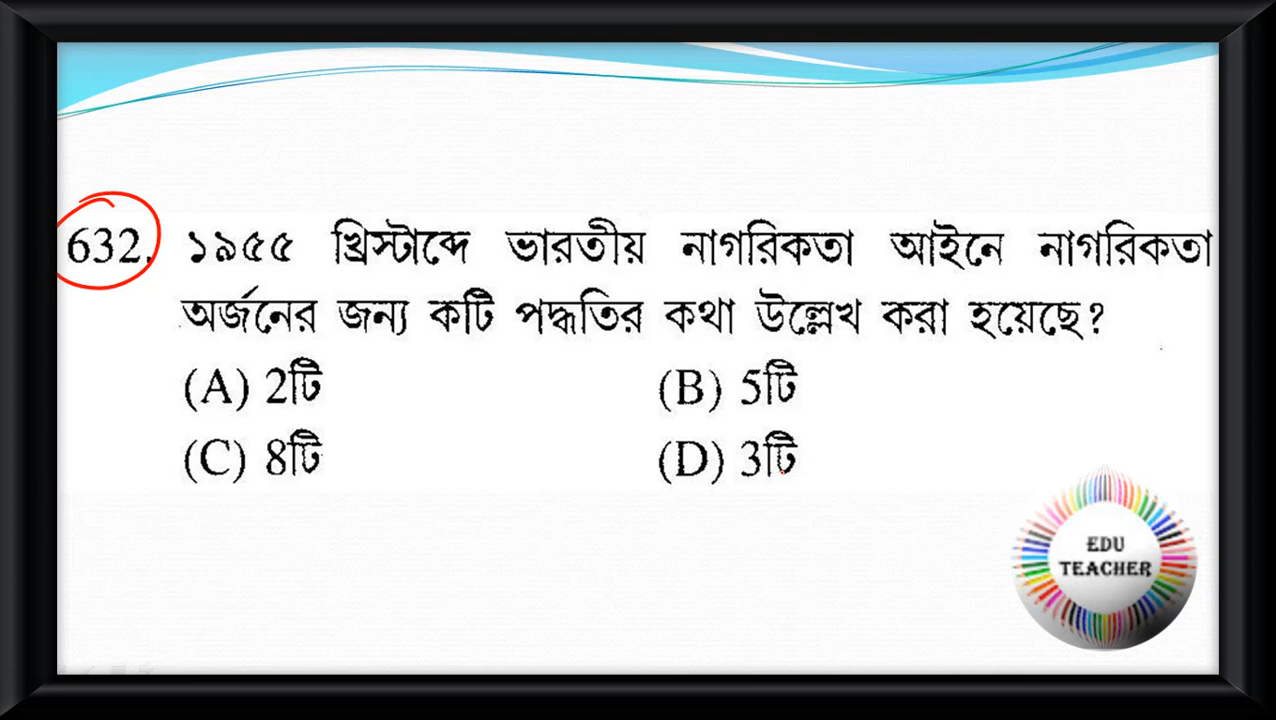 632. ১৯৫৫ খ্রিস্টাব্দে ভারতীয় নাগরিকতা আইনে নাগরিকতা
অর্জনের জন্য কটি পদ্ধতির কথা উল্লেখ করা হয়েছে?
(A) 2টি (B) 5টি
(C) 8টি (D) 3টি
EDU
TEACHER